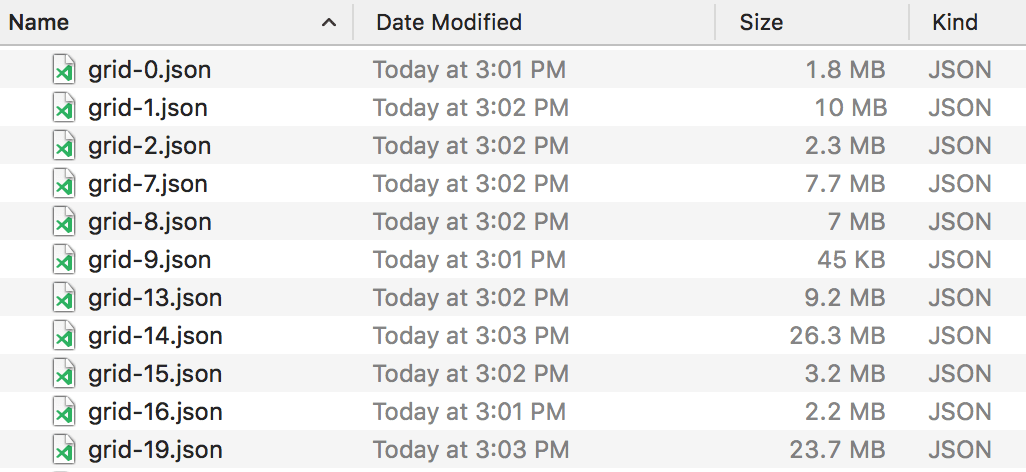 Name Date Modified Size Kind
grid-0.json Today at 3:01 PM 1.8 MB JSON
grid-1.json Today at 3:02 PM 10 MB JSON
grid-2.json Today at 3:02 PM 2.3 MB JSON
grid-7.json Today at 3:02 PM 7.7 MB JSON
grid-8.json Today at 3:02 PM 7 MB JSON
grid-9.json Today at 3:01 PM 45 KB JSON
grid-13.json Today at 3:02 PM 9.2 MB JSON
grid-14.json Today at 3:03 PM 26.3 MB JSON
grid-15.json Today at 3:02 PM 3.2 MB JSON
grid-16.json Today at 3:01 PM 2.2 MB JSON
grid-19.json Today at 3:03 PM 23.7 MB JSON